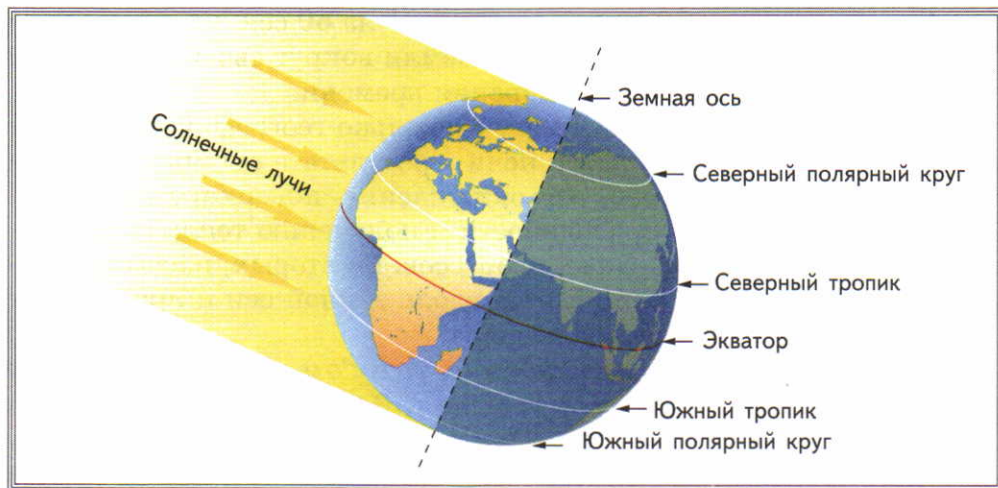 Солнечные лучи
Земная ось
Северный полярный круг
Северный тропик
Экватор
Южный тропик
Южный полярный круг